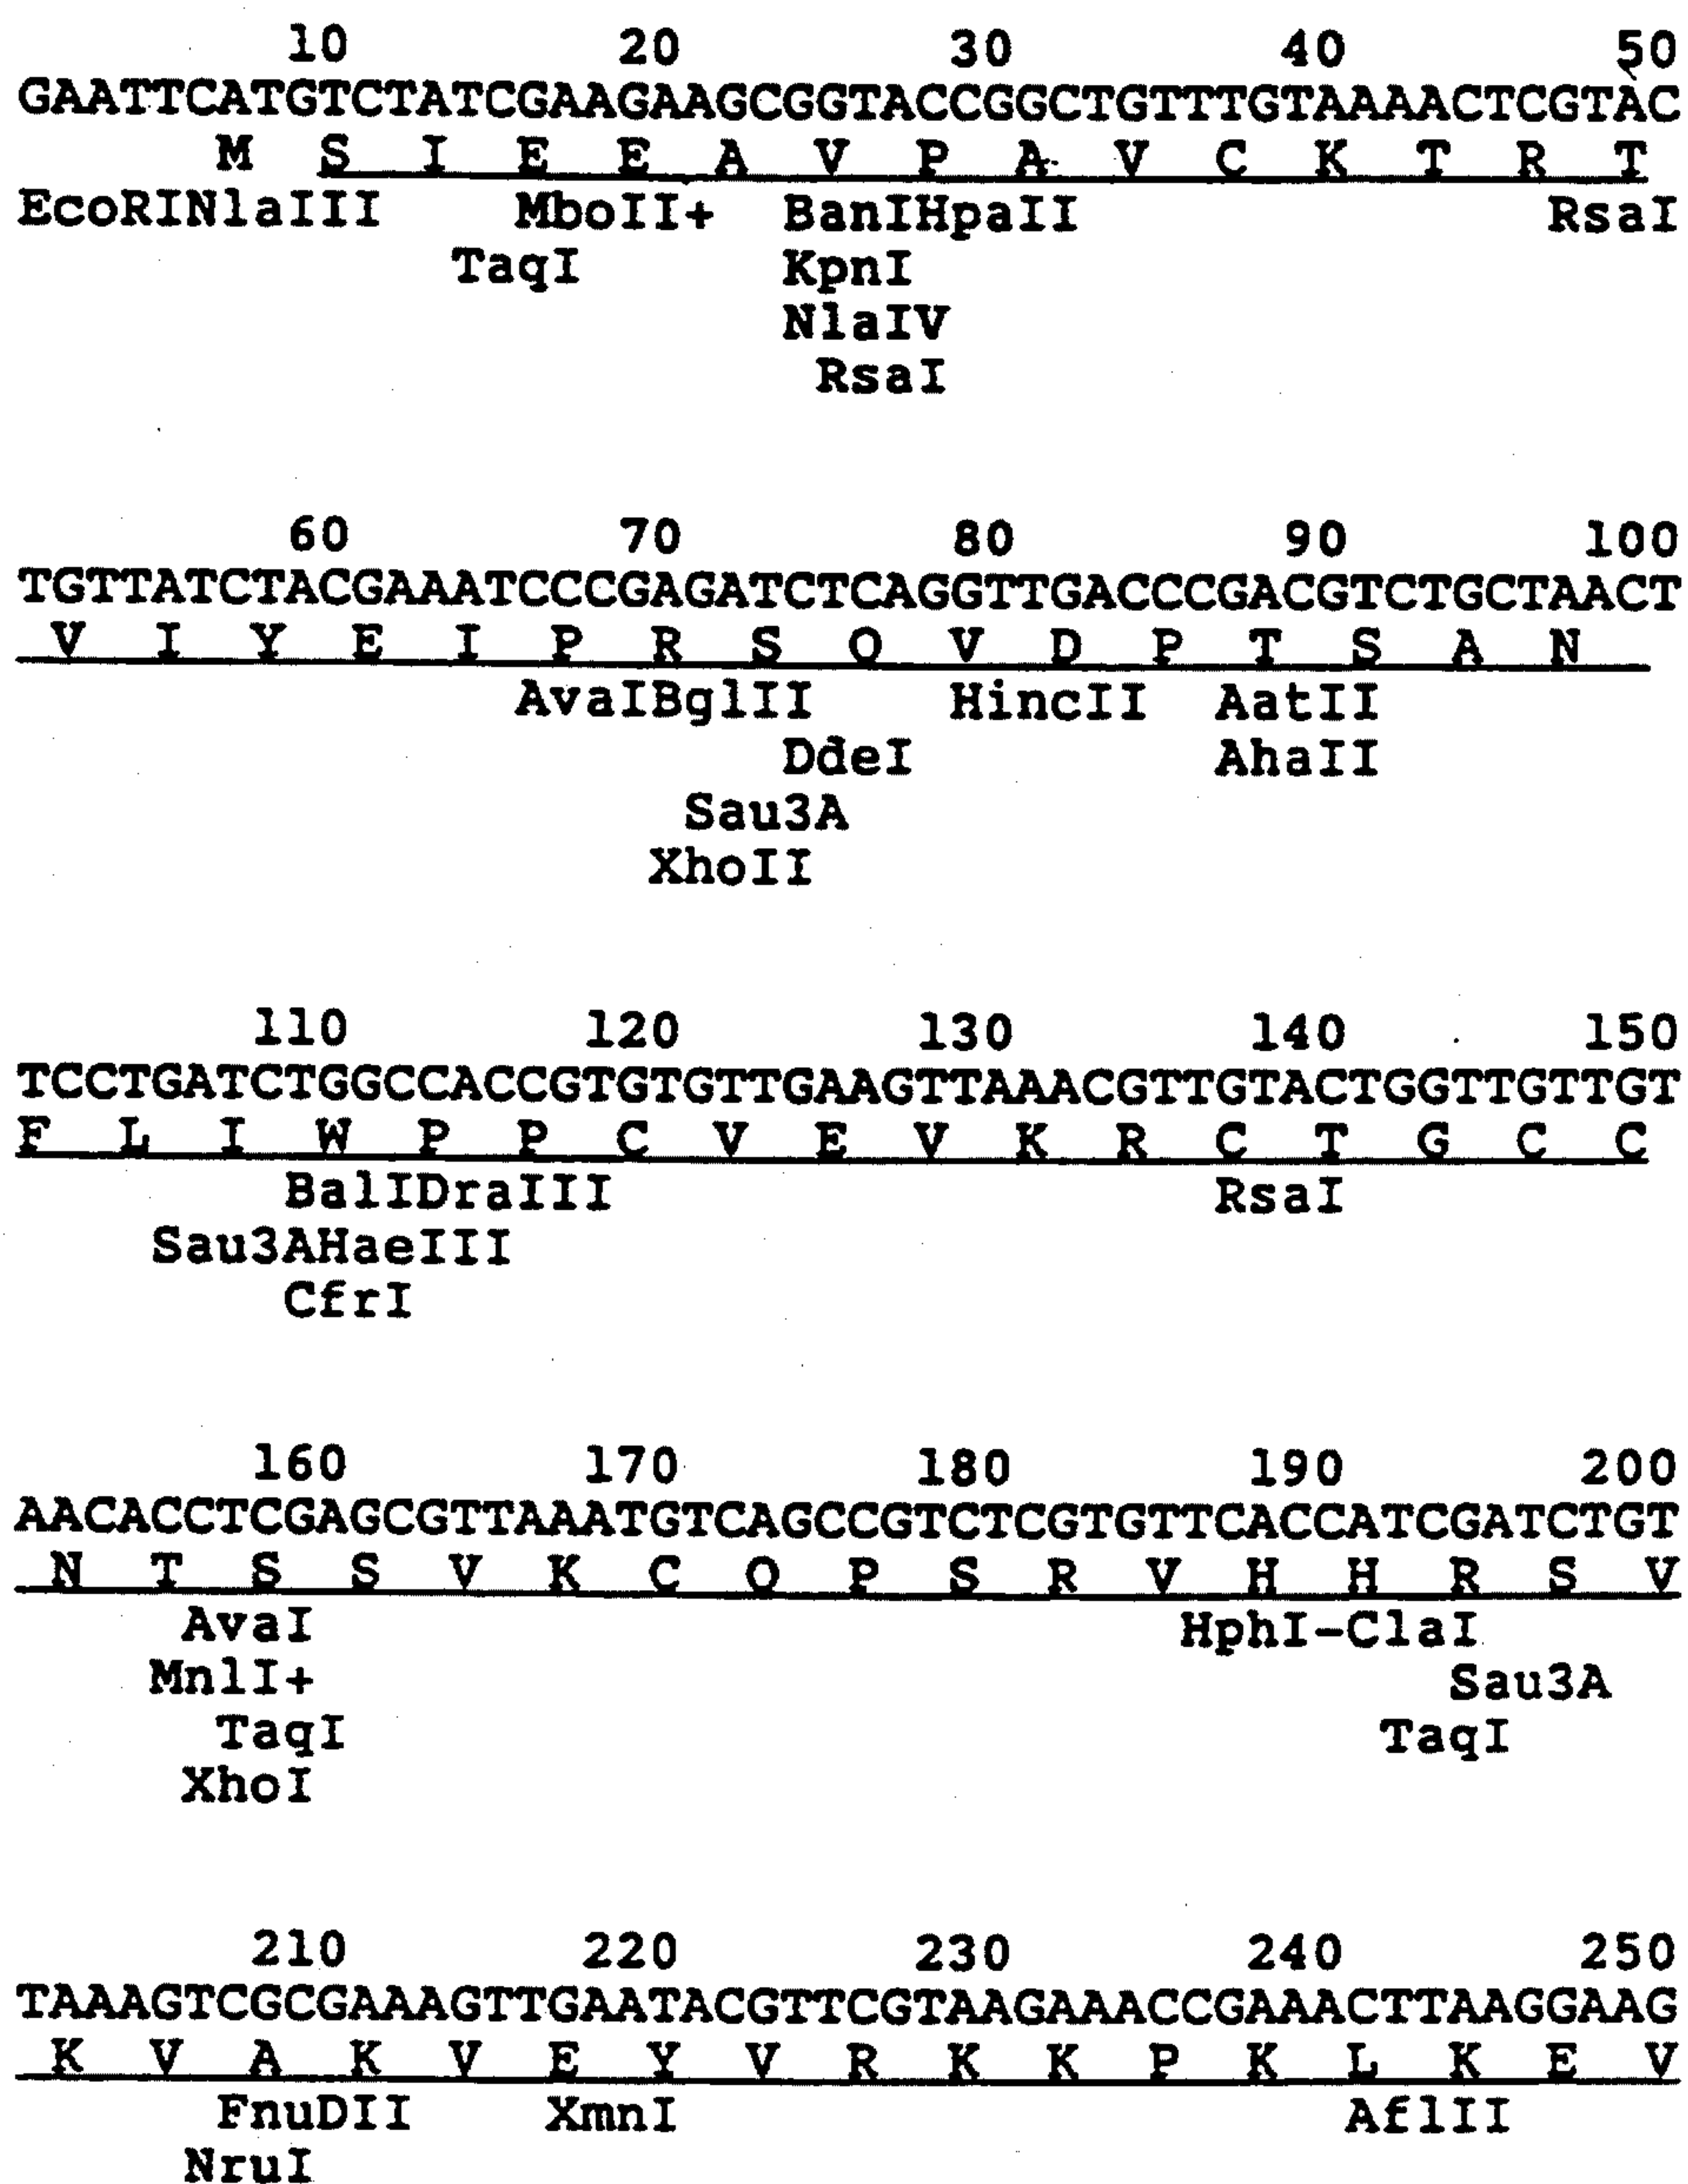 10 20 30 40 50
GAATTCATGTCTATCGAAGAAGCGGTACCGGCTGTTTGTAAAACTCGTAC
M S I E E A V P A V C K T R T
EcoRINlaIII MboII+ BanIHpaII RsaI
TaqI KpnI
NlaIV
RsaI
60 70 80 90 100
TGTTATCTACGAAATCCCGAGATCTCAGGTTGACCCGACGTCTGCTAACT
V I Y E I P R S Q V D P T S A N
AvaIBglII HincII AatII
DdeI AhaII
Sau3A
XhoII
110 120 130 140 150
TCCTGATCTGGCCACCGTGTGTTGAAGTTAAACGTTGTACTGGTTGTTGT
F L I W P P C V E V K R C T G C C
BalIDraIII RsaI
Sau3AHaeIII
CfrI
160 170 180 190 200
AACACCTCGAGCGTTAAATGTCAGCCGTCTCGTGTTCACCATCGATCTGT
N T S S V K C Q P S R V H H R S V
AvaI HphI-ClaI
MnlI+ Sau3A
TaqI TaqI
XhoI
210 220 230 240 250
TAAAGTCGCGAAAGTTGAATACGTTCGTAAGAAACCGAAACTTAAGGAAG
K V A K V E Y V R K K P K L K E V
FnuDII XmnI AflII
NruI